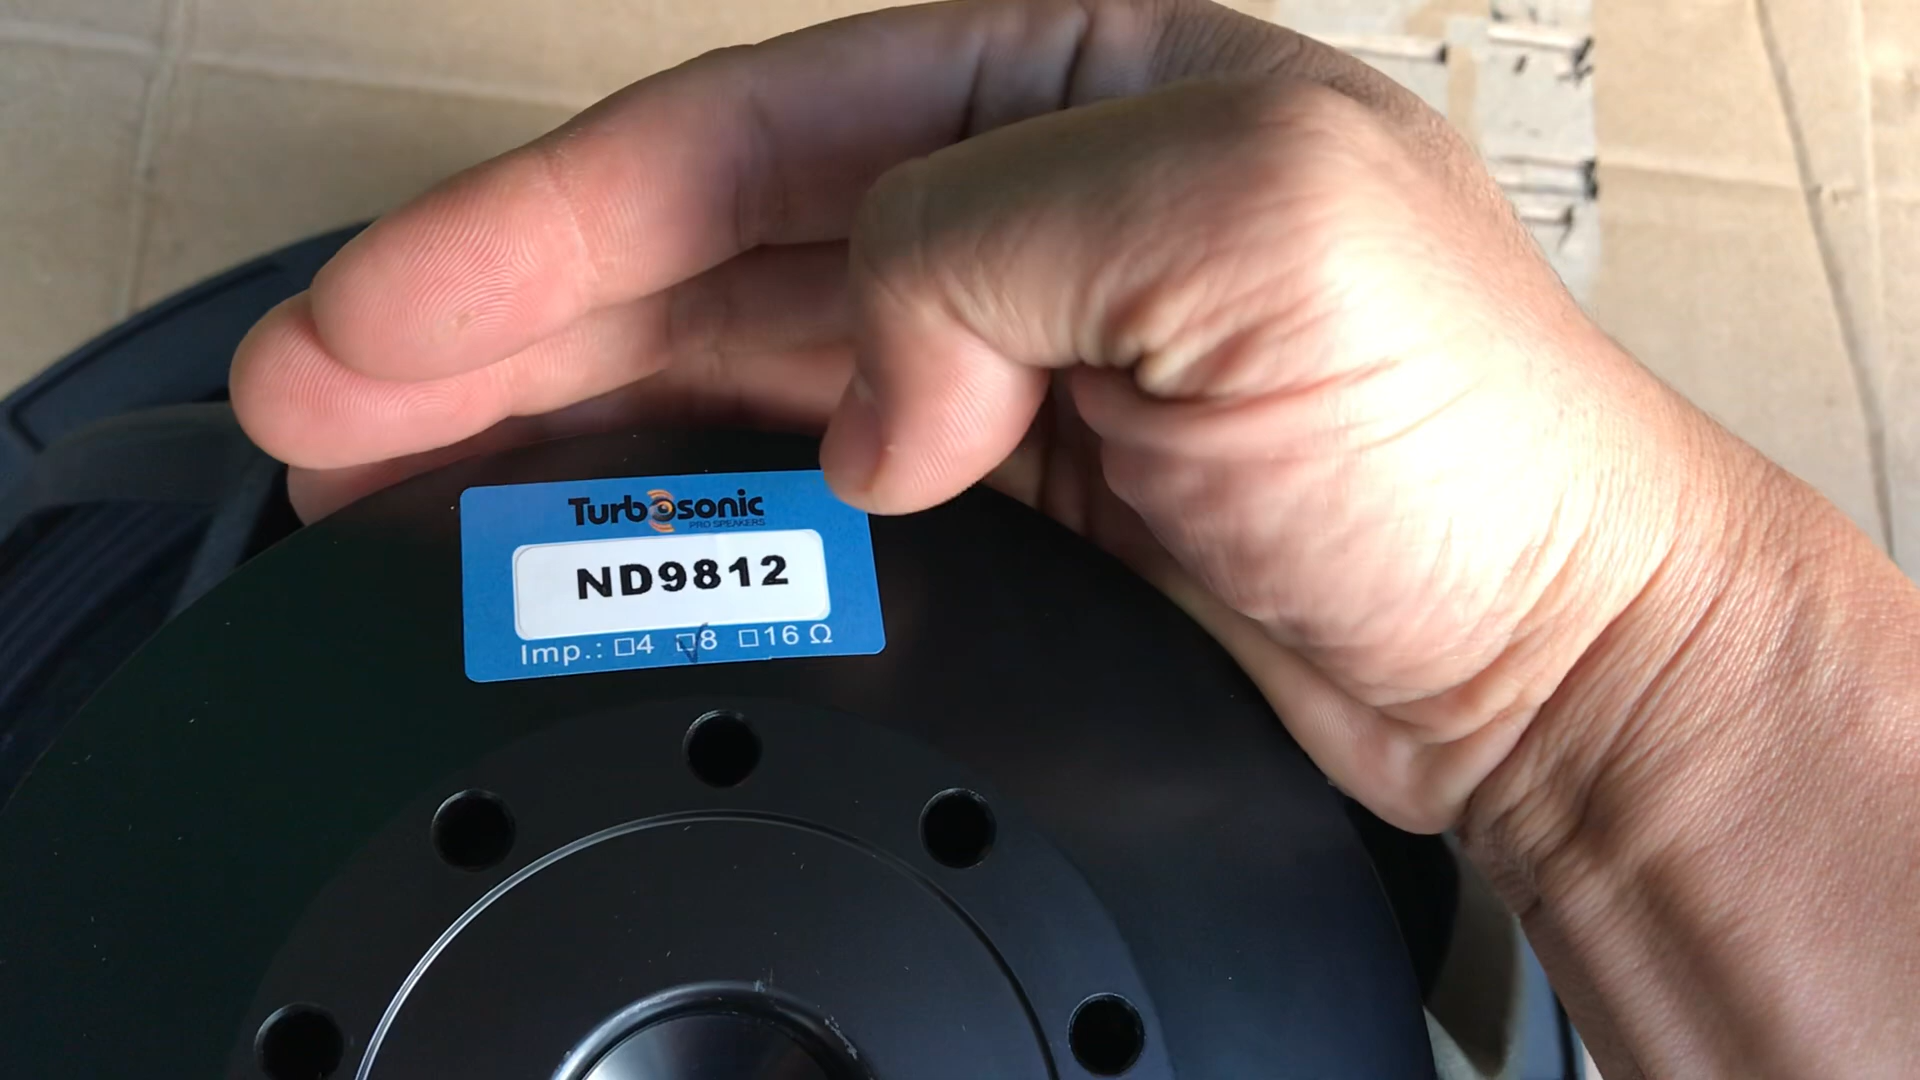 Turbosonic
PRO SPEAKERS
ND9812
Imp.: □4 □8 □16 Ω